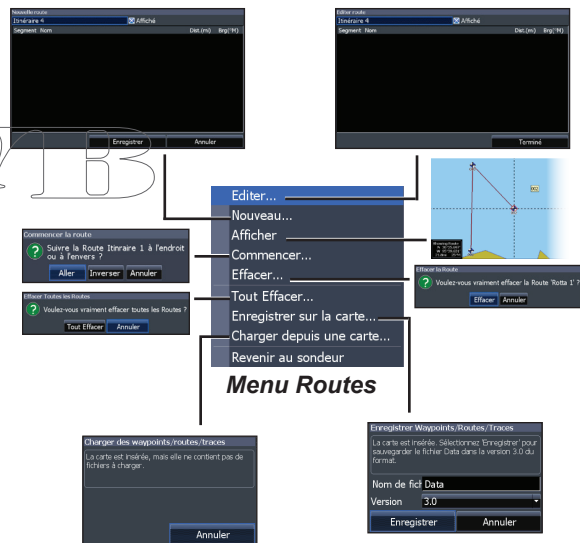 Nouvelle route
Itinéraire 4
Affiché
Segment Nom Dist.(mi) Brg(°M)
Enregistrer Annuler
Editer route
Itinéraire 4
Affiché
Segment Nom Dist.(mi) Brg(°M)
Terminé
002
Editer...
Nouveau...
Afficher
Commencer...
Effacer...
Tout Effacer...
Enregistrer sur la carte...
Charger depuis une carte...
Revenir au sondeur
Menu Routes
Commencer la route
Suivre la Route Itnraire 1 à l'endroit
ou à l'envers ?
Aller Inverser Annuler
Effacer Toutes les Routes
Voulez-vous vraiment effacer toutes les Routes ?
Tout Effacer Annuler
Effacer la Route
Voulez-vous vraiment effacer la Route 'Rotta 1' ?
Effacer Annuler
Charger des waypoints/routes/traces
La carte est insérée, mais elle ne contient pas de
fichiers à charger.
Annuler
Enregistrer Waypoints/Routes/Traces
La carte est insérée. Sélectionnez 'Enregistrer' pour
sauvegarder le fichier Data dans la version 3.0 du
format.
Nom de fich Data
Version 3.0
Enregistrer Annuler